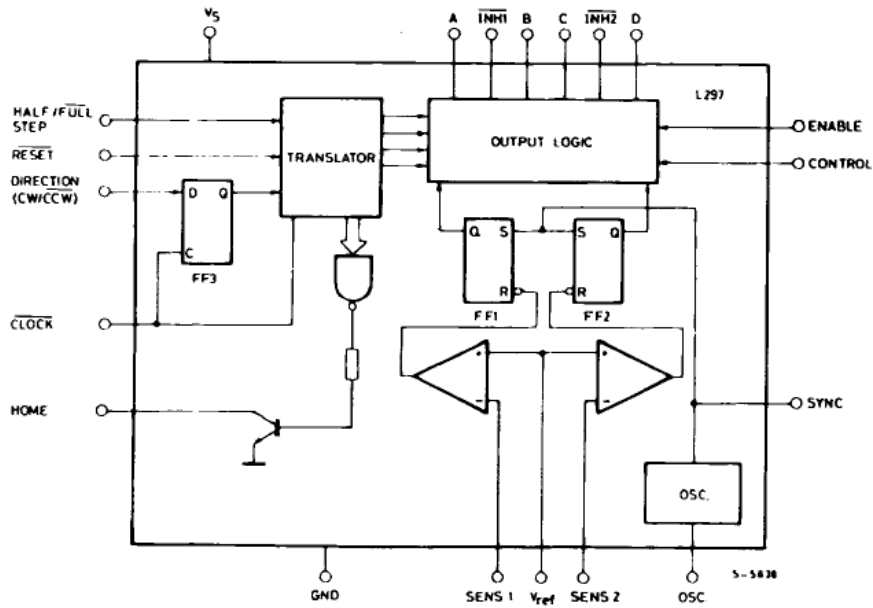 Vs
A INH1 B C INH2 D
L297
HALF/FULL
STEP
RESET
DIRECTION
(CW/CCW)
CLOCK
HOME
TRANSLATOR
OUTPUT LOGIC
ENABLE
CONTROL
D Q
C
FF3
Q S
R
FF1
S Q
R
FF2
+
-
+
-
SYNC
OSC.
GND
SENS 1
Vref
SENS 2
OSC
S-5838